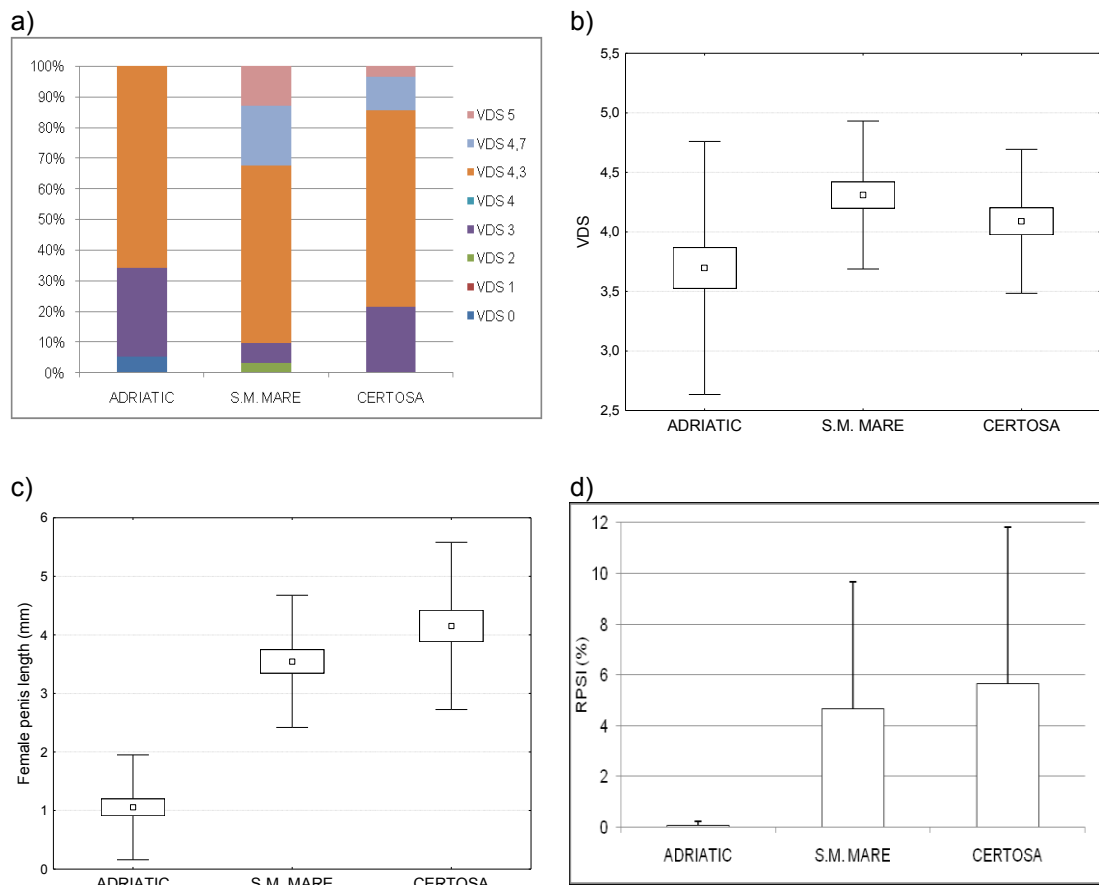 a)
100%
90%
80%
70%
60%
50%
40%
30%
20%
10%
0%
ADRIATIC S.M. MARE CERTOSA
VDS 5
VDS 4,7
VDS 4,3
VDS 4
VDS 3
VDS 2
VDS 1
VDS 0
b)
VDS
5,5
5,0
4,5
4,0
3,5
3,0
2,5
ADRIATIC S.M. MARE CERTOSA
c)
Female penis length (mm)
6
5
4
3
2
1
0
ADRIATIC S.M. MARE CERTOSA
d)
RPSI (%)
12
10
8
6
4
2
0
ADRIATIC S.M. MARE CERTOSA